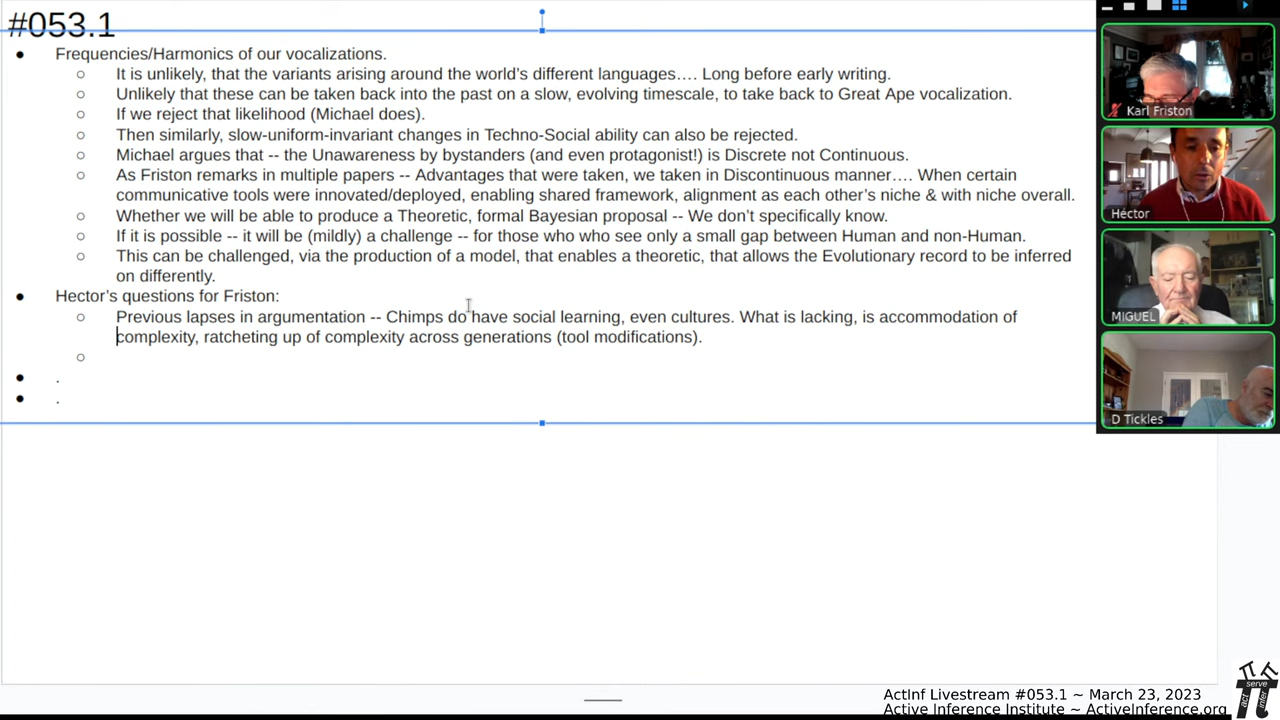 #053.1
● Frequencies/Harmonics of our vocalizations.
○ It is unlikely, that the variants arising around the world's different languages…. Long before early writing.
○ Unlikely that these can be taken back into the past on a slow, evolving timescale, to take back to Great Ape vocalization.
○ If we reject that likelihood (Michael does).
○ Then similarly, slow-uniform-invariant changes in Techno-Social ability can also be rejected.
○ Michael argues that -- the Unawareness by bystanders (and even protagonist!) is Discrete not Continuous.
○ As Friston remarks in multiple papers -- Advantages that were taken, we taken in Discontinuous manner…. When certain
communicative tools were innovated/deployed, enabling shared framework, alignment as each other's niche & with niche overall.
○ Whether we will be able to produce a Theoretic, formal Bayesian proposal -- We don't specifically know.
○ If it is possible -- it will be (mildly) a challenge -- for those who who see only a small gap between Human and non-Human.
○ This can be challenged, via the production of a model, that enables a theoretic, that allows the Evolutionary record to be inferred
on differently.
● Hector's questions for Friston:
○ Previous lapses in argumentation -- Chimps do have social learning, even cultures. What is lacking, is accommodation of
complexity, ratcheting up of complexity across generations (tool modifications).
○
● .
● .
Karl Friston
Héctor
MIGUEL
D Tickles
ActInf Livestream #053.1 ~ March 23, 2023
Active Inference Institute ~ ActiveInference.org
serve
act
infer